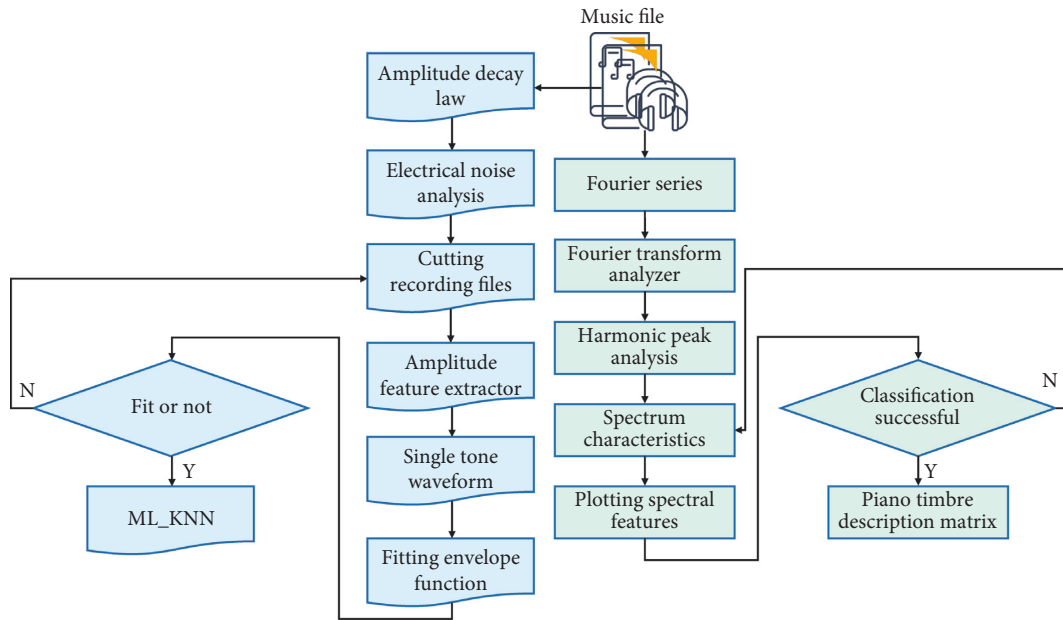 Music file
Amplitude decay
law
Electrical noise
analysis
Cutting
recording files
Amplitude
feature extractor
Single tone
waveform
Fitting envelope
function
N
Fit or not
Y
ML_KNN
Fourier series
Fourier transform
analyzer
Harmonic peak
analysis
Spectrum
characteristics
Plotting spectral
features
N
Classification
successful
Y
Piano timbre
description matrix